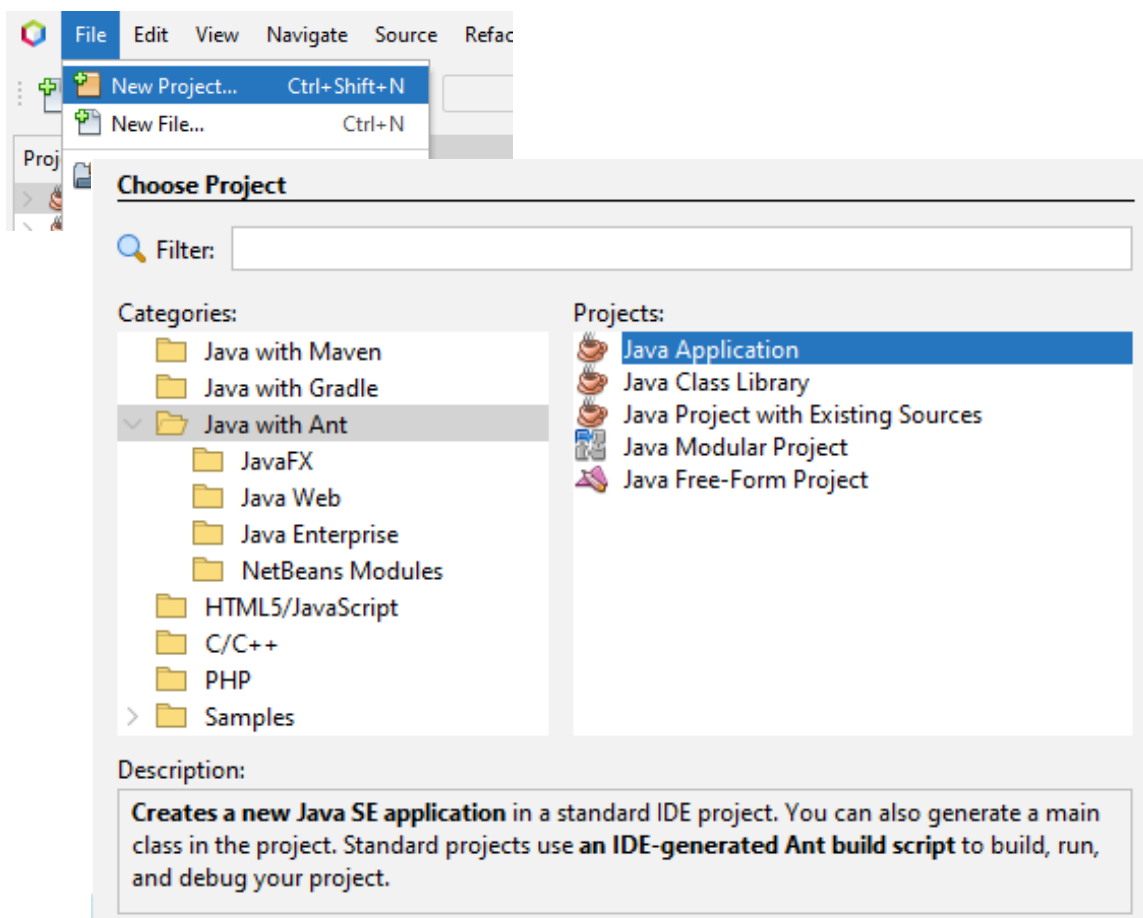 File Edit View Navigate Source Refac
New Project... Ctrl+Shift+N
New File... Ctrl+N
Proj
Choose Project
Filter:
Categories:
Java with Maven
Java with Gradle
Java with Ant
JavaFX
Java Web
Java Enterprise
NetBeans Modules
HTML5/JavaScript
C/C++
PHP
Samples
Projects:
Java Application
Java Class Library
Java Project with Existing Sources
Java Modular Project
Java Free-Form Project
Description:
Creates a new Java SE application in a standard IDE project. You can also generate a main
class in the project. Standard projects use an IDE-generated Ant build script to build, run,
and debug your project.